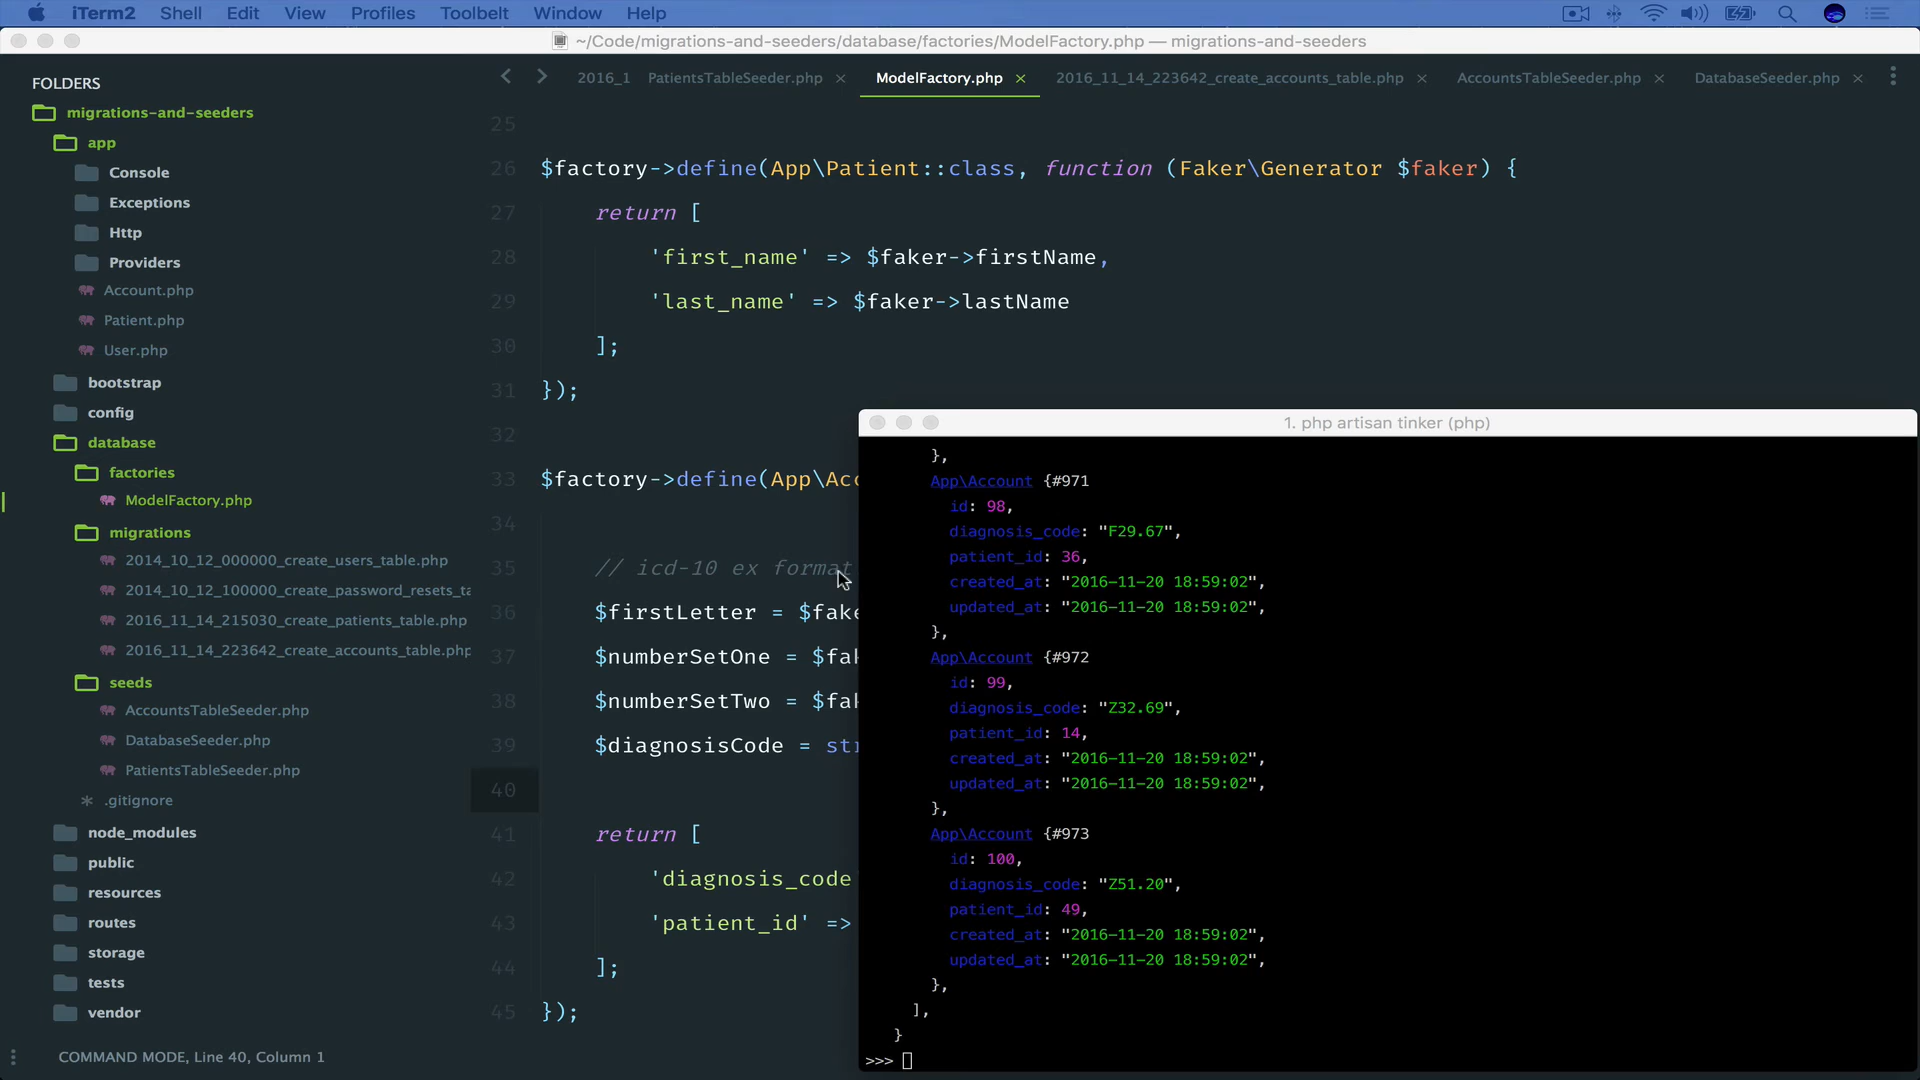 iTerm2 Shell Edit View Profiles Toolbelt Window Help
~/Code/migrations-and-seeders/database/factories/ModelFactory.php — migrations-and-seeders
2016_1 PatientsTableSeeder.php × ModelFactory.php × 2016_11_14_223642_create_accounts_table.php × AccountsTableSeeder.php × DatabaseSeeder.php ×
FOLDERS
migrations-and-seeders
app
Console
Exceptions
Http
Providers
Account.php
Patient.php
User.php
bootstrap
config
database
factories
ModelFactory.php
migrations
2014_10_12_000000_create_users_table.php
2014_10_12_100000_create_password_resets_ta
2016_11_14_215030_create_patients_table.php
2016_11_14_223642_create_accounts_table.php
seeds
AccountsTableSeeder.php
DatabaseSeeder.php
PatientsTableSeeder.php
.gitignore
node_modules
public
resources
routes
storage
tests
vendor
COMMAND MODE, Line 40, Column 1
25
26 $factory->define(App\Patient::class, function (Faker\Generator $faker) {
27 return [
28 'first_name' => $faker->firstName,
29 'last_name' => $faker->lastName
30 ];
31 });
32
33 $factory->define(App\Acc
34
35 // icd-10 ex format
36 $firstLetter = $fake
37 $numberSetOne = $fak
38 $numberSetTwo = $fak
39 $diagnosisCode = str
40
41 return [
42 'diagnosis_code'
43 'patient_id' =>
44 ];
45 });
1. php artisan tinker (php)
},
App\Account {#971
id: 98,
diagnosis_code: "F29.67",
patient_id: 36,
created_at: "2016-11-20 18:59:02",
updated_at: "2016-11-20 18:59:02",
},
App\Account {#972
id: 99,
diagnosis_code: "Z32.69",
patient_id: 14,
created_at: "2016-11-20 18:59:02",
updated_at: "2016-11-20 18:59:02",
},
App\Account {#973
id: 100,
diagnosis_code: "Z51.20",
patient_id: 49,
created_at: "2016-11-20 18:59:02",
updated_at: "2016-11-20 18:59:02",
},
],
}
>>>